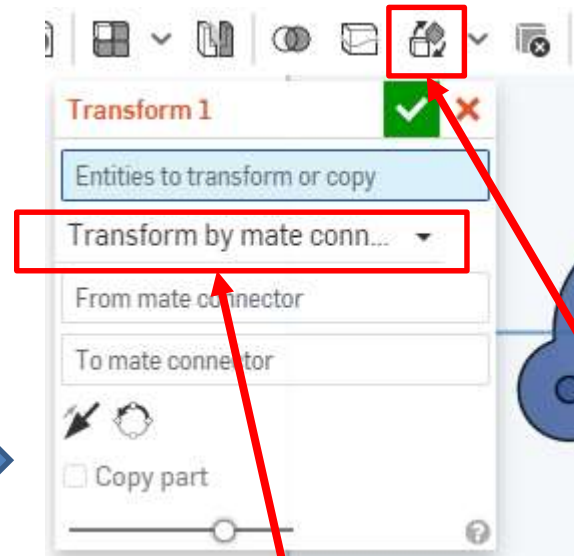 Transform 1
Entities to transform or copy
Transform by mate conn...
From mate connector
To mate connector
Copy part